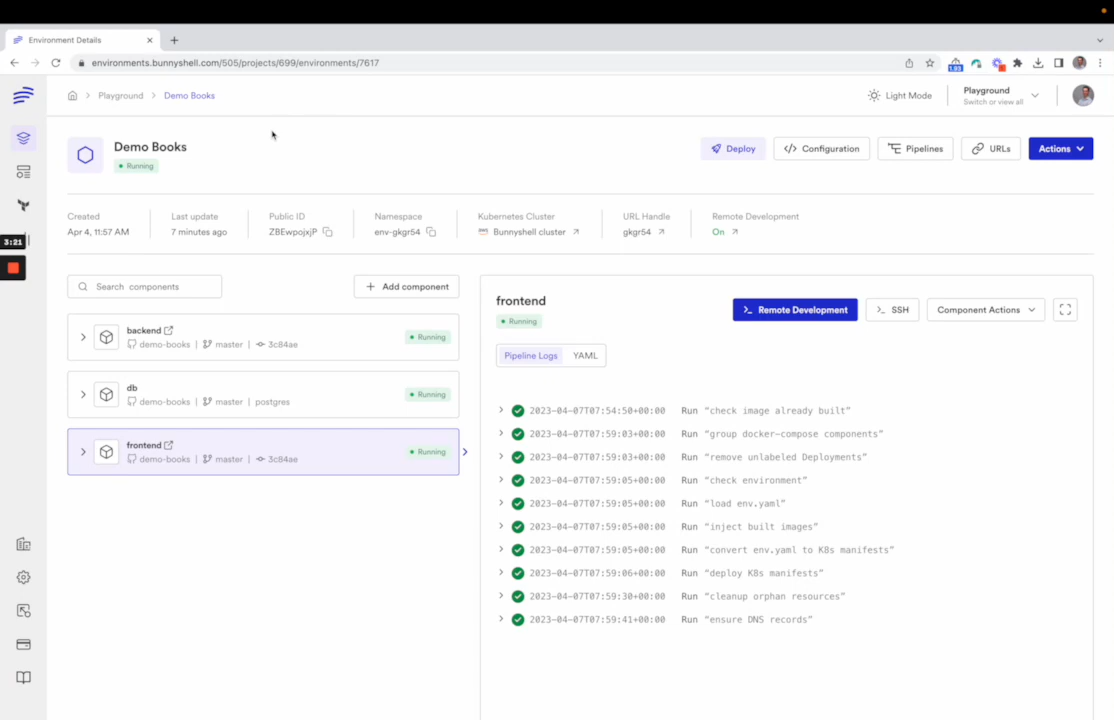 Environment Details
environments.bunnyshell.com/505/projects/699/environments/7617
1.03
Playground > Demo Books
Light Mode
Playground
Switch or view all
Demo Books
Running
Deploy
Configuration
Pipelines
URLs
Actions
Created
Apr 4, 11:57 AM
Last update
7 minutes ago
Public ID
ZBEwpojxjP
Namespace
env-gkgr54
Kubernetes Cluster
aws Bunnyshell cluster
URL Handle
gkgr54
Remote Development
On
3:21
Search components
Add component
backend
demo-books | master | 3c84ae
Running
db
demo-books | master | postgres
Running
frontend
demo-books | master | 3c84ae
Running
frontend
Running
Remote Development
SSH
Component Actions
Pipeline Logs
YAML
2023-04-07T07:54:50+00:00 Run "check image already built"
2023-04-07T07:59:03+00:00 Run "group docker-compose components"
2023-04-07T07:59:03+00:00 Run "remove unlabeled Deployments"
2023-04-07T07:59:05+00:00 Run "check environment"
2023-04-07T07:59:05+00:00 Run "load env.yaml"
2023-04-07T07:59:05+00:00 Run "inject built images"
2023-04-07T07:59:05+00:00 Run "convert env.yaml to K8s manifests"
2023-04-07T07:59:06+00:00 Run "deploy K8s manifests"
2023-04-07T07:59:30+00:00 Run "cleanup orphan resources"
2023-04-07T07:59:41+00:00 Run "ensure DNS records"